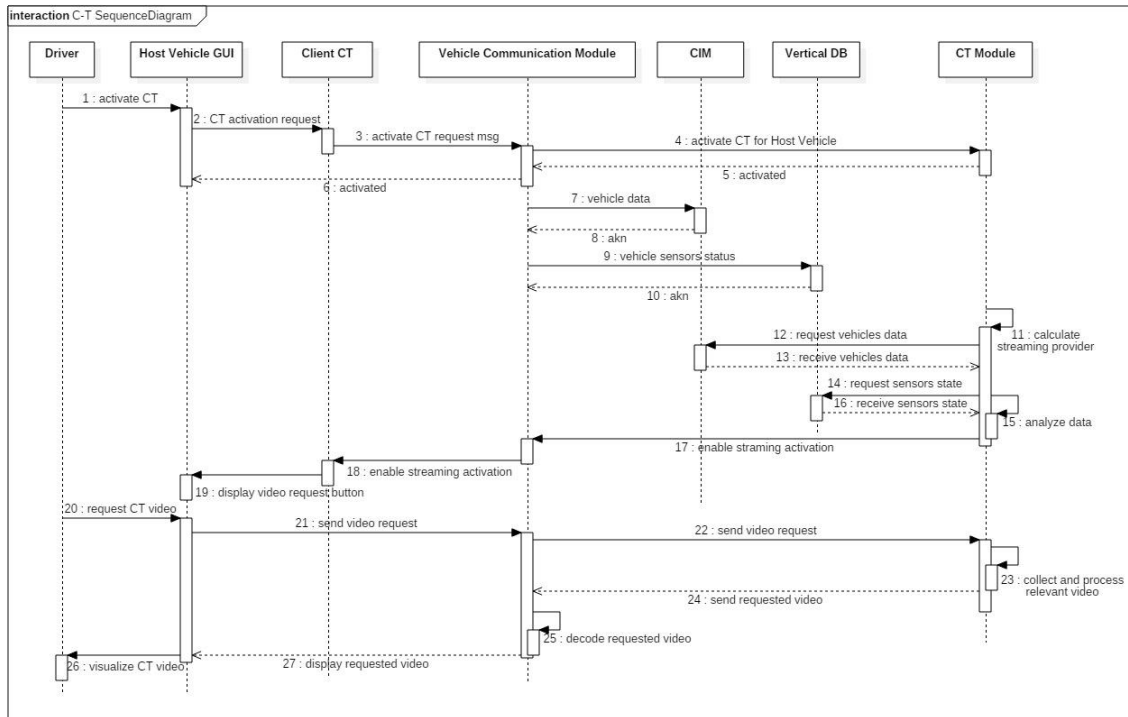 interaction C-T SequenceDiagram
Driver
Host Vehicle GUI
Client CT
Vehicle Communication Module
CIM
Vertical DB
CT Module
1 : activate CT
2 : CT activation request
3 : activate CT request msg
4 : activate CT for Host Vehicle
5 : activated
6 : activated
7 : vehicle data
8 : akn
9 : vehicle sensors status
10 : akn
11 : calculate
streaming provider
12 : request vehicles data
13 : receive vehicles data
14 : request sensors state
16 : receive sensors state
15 : analyze data
17 : enable straming activation
18 : enable streaming activation
19 : display video request button
20 : request CT video
21 : send video request
22 : send video request
23 : collect and process
relevant video
24 : send requested video
25 : decode requested video
26 : visualize CT video
27 : display requested video